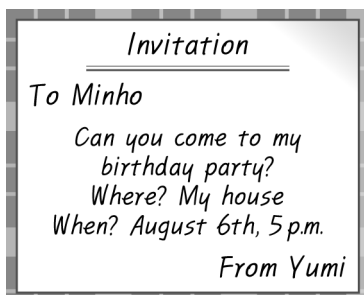 Invitation
To Minho
Can you come to my
birthday party?
Where? My house
When? August 6th, 5 p.m.
From Yumi